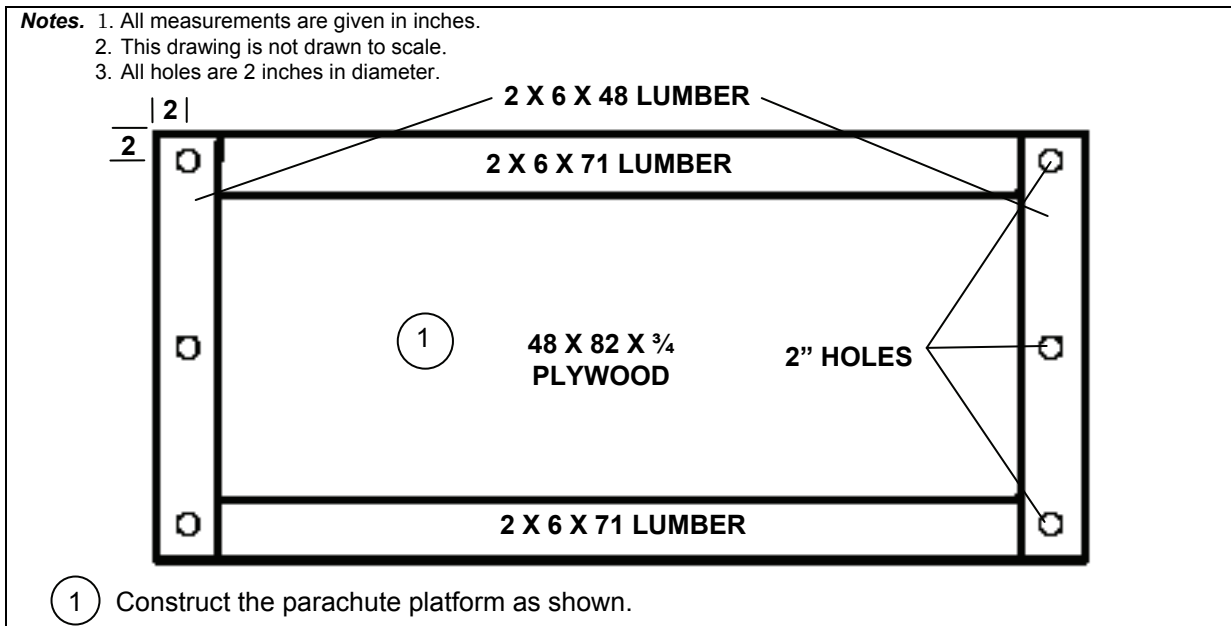 Notes. 1. All measurements are given in inches.
2. This drawing is not drawn to scale.
3. All holes are 2 inches in diameter.
2 X 6 X 48 LUMBER
2
2
2 X 6 X 71 LUMBER
1
48 X 82 X ¾
PLYWOOD
2” HOLES
2 X 6 X 71 LUMBER
1 Construct the parachute platform as shown.